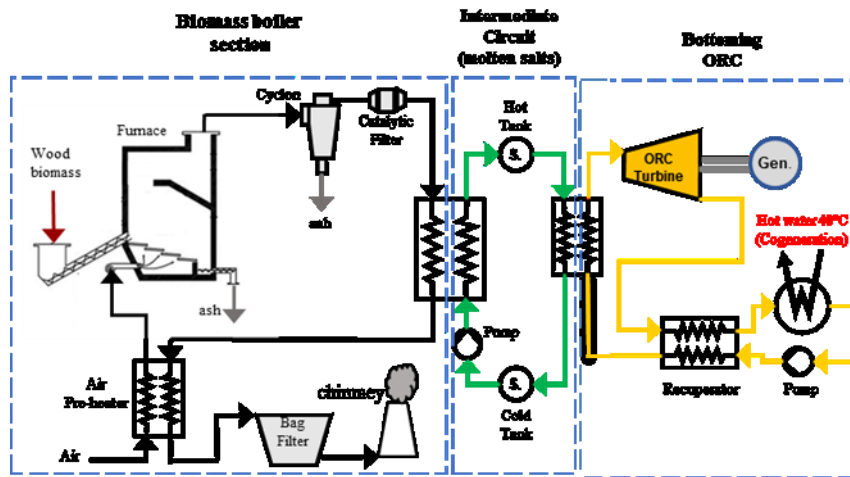 Biomass boiler
section
Intermediate
Circuit
(molten salts)
Bottoming
ORC
Cyclon
Catalytic
Filter
Furnace
Wood
biomass
ash
ash
Hot
Tank
S.
ORC
Turbine
Gen.
Hot water 40°C
(Cogeneration)
Pump
Air
Pre-heater
chimney
Bag
Filter
Air
S.
Cold
Tank
Recuperator
Pump